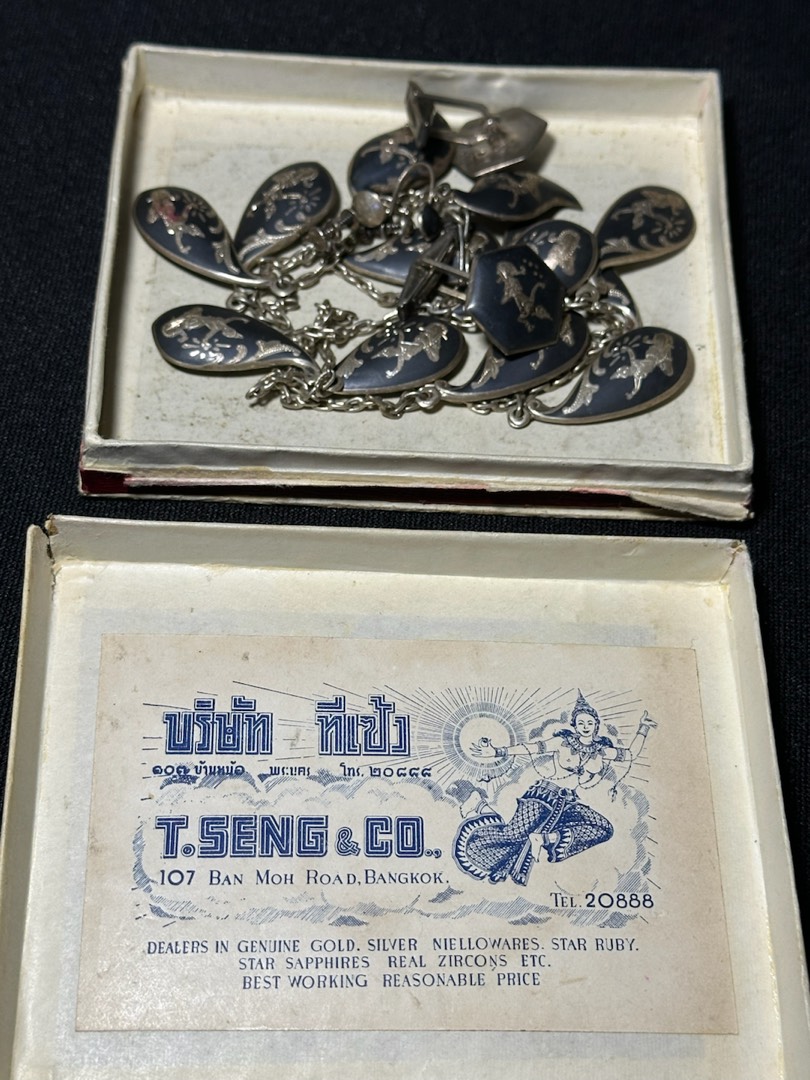 บริษัท ทีเซ้ง
๑๐๗ บ้านหม้อ พระนคร โทร. ๒๐๘๘๘
T. SENG & CO.,
107 BAN MOH ROAD, BANGKOK.
TEL. 20888
DEALERS IN GENUINE GOLD. SILVER NIELLOWARES. STAR RUBY.
STAR SAPPHIRES REAL ZIRCONS ETC.
BEST WORKING REASONABLE PRICE